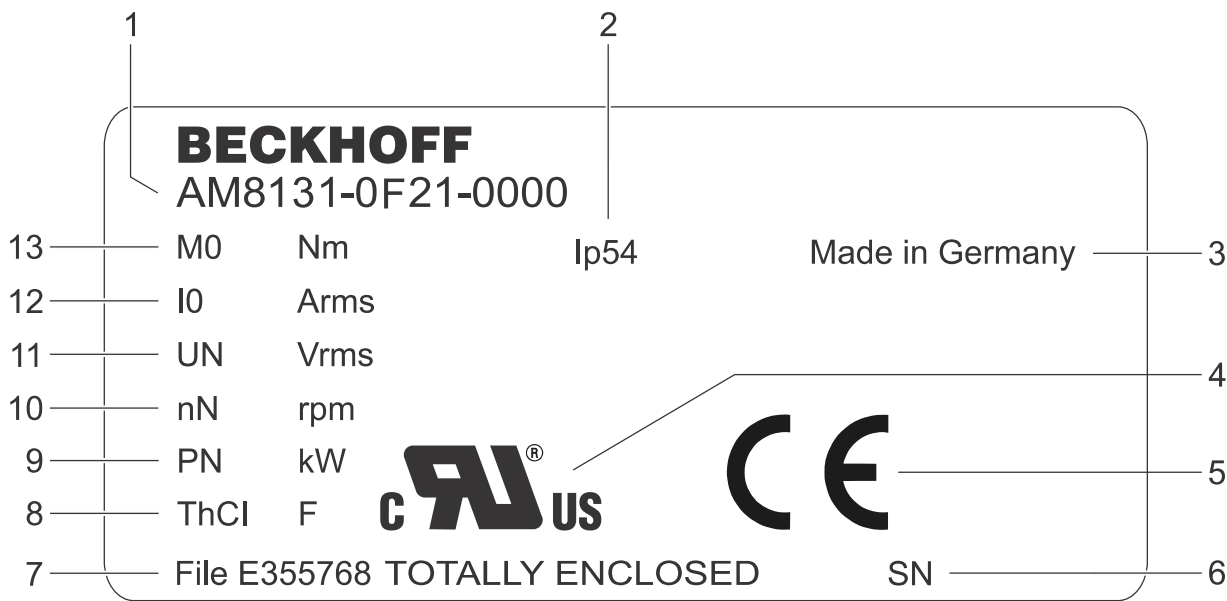 1 2
BECKHOFF
AM8131-0F21-0000
13 M0 Nm Ip54 Made in Germany 3
12 I0 Arms
11 UN Vrms
4
10 nN rpm
9 PN kW
C RU® US CE 5
8 ThCl F
7 File E355768 TOTALLY ENCLOSED SN 6